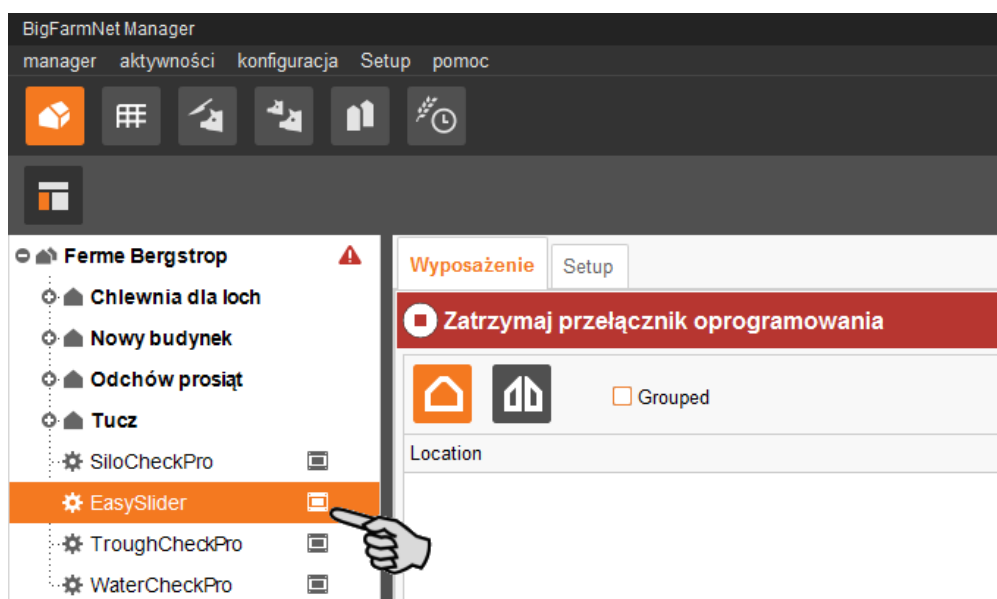 BigFarmNet Manager
manager aktywności konfiguracja Setup pomoc
Ferme Bergstrop
Chlewnia dla loch
Nowy budynek
Odchów prosiąt
Tucz
SiloCheckPro
EasySlider
TroughCheckPro
WaterCheckPro
Wyposażenie Setup
Zatrzymaj przełącznik oprogramowania
Grouped
Location